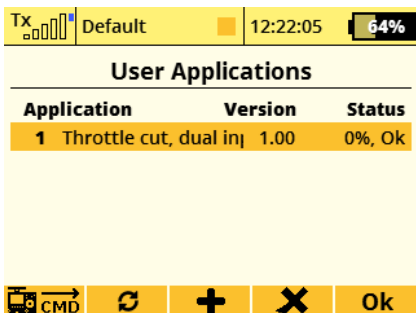 Tx Default 12:22:05 64%
User Applications
Application Version Status
1 Throttle cut, dual inp 1.00 0%, Ok
CMD Ok